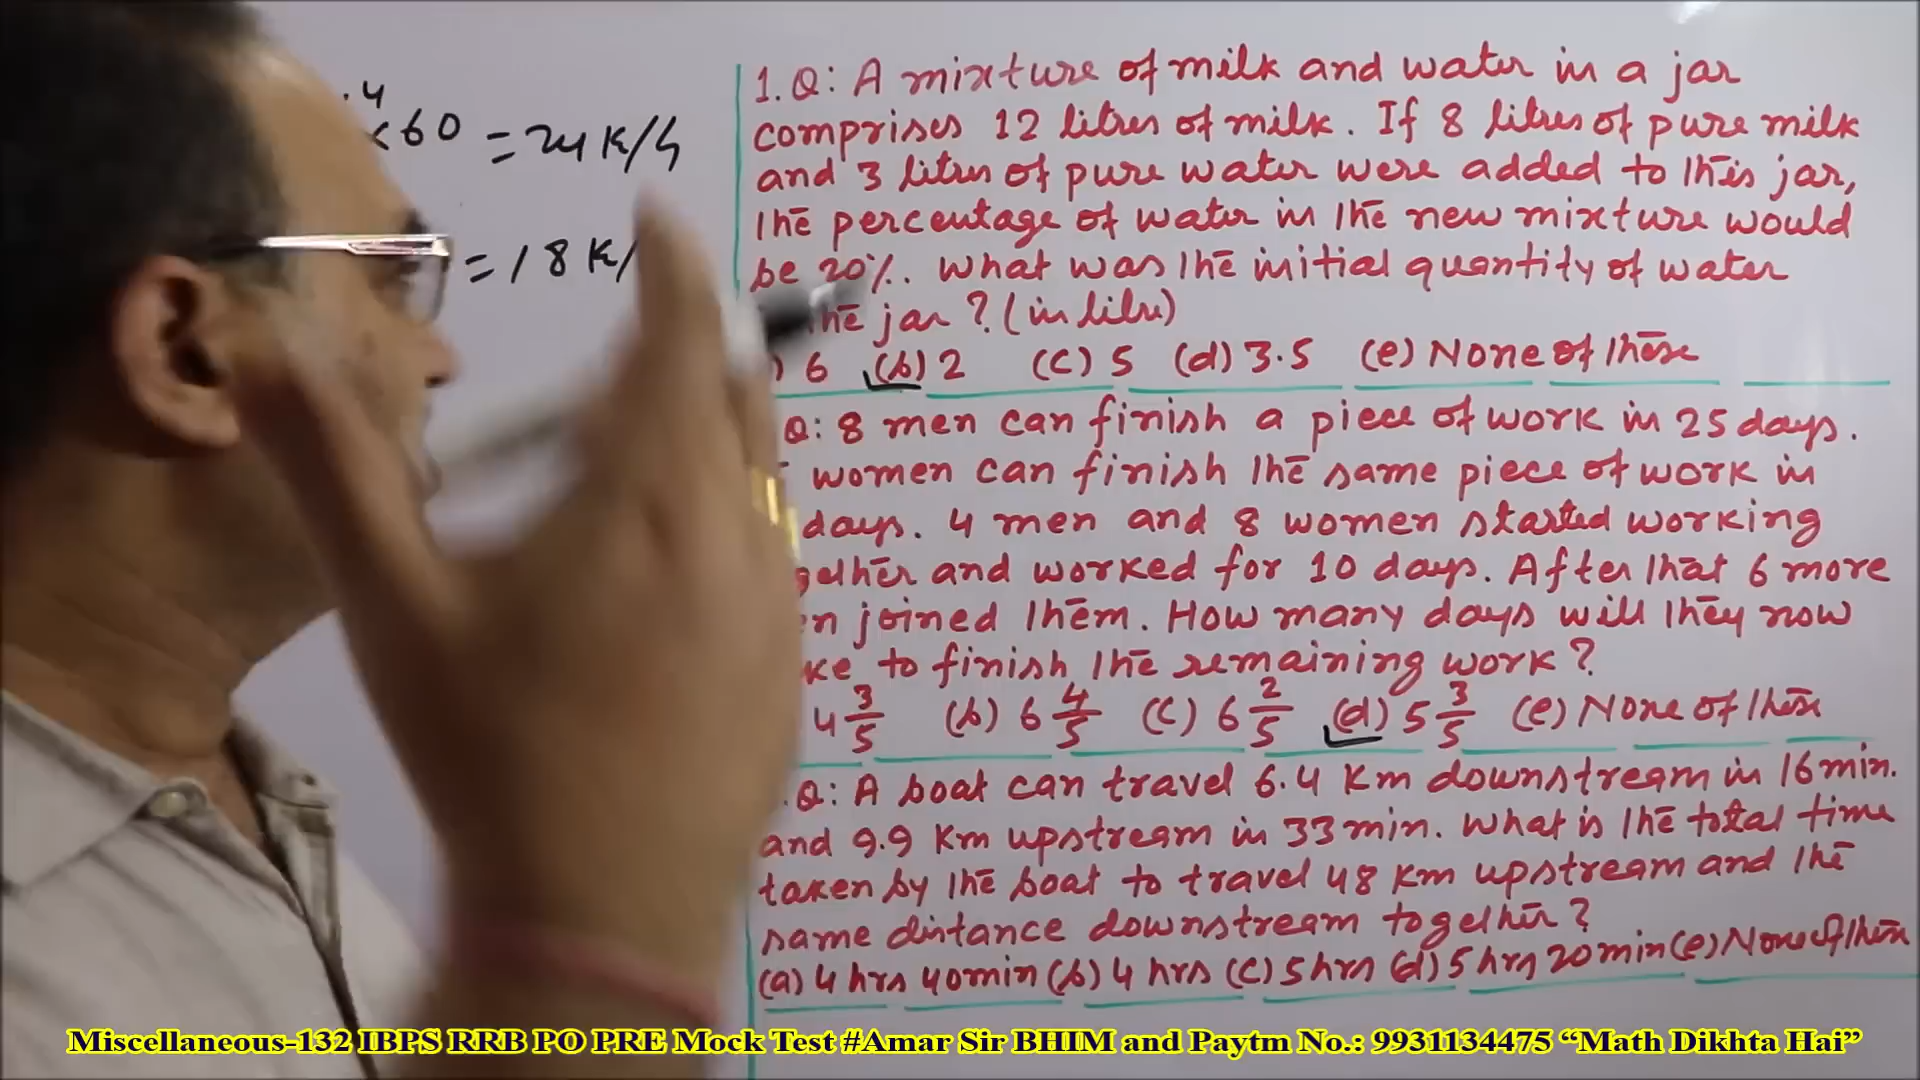 .4
×60 = 24 K/h
= 18 K/
1.Q: A mixture of milk and water in a jar
comprises 12 litres of milk. If 8 litres of pure milk
and 3 litres of pure water were added to this jar,
the percentage of water in the new mixture would
be 20%. What was the initial quantity of water
the jar ? (in litre)
) 6 (b) 2 (c) 5 (d) 3.5 (e) None of these
Q: 8 men can finish a piece of work in 25 days.
women can finish the same piece of work in
days. 4 men and 8 women started working
gether and worked for 10 days. After that 6 more
n joined them. How many days will they now
ke to finish the remaining work ?
4 3/5 (b) 6 4/5 (c) 6 2/5 (d) 5 3/5 (e) None of these
.Q: A boat can travel 6.4 Km downstream in 16 min.
and 9.9 Km upstream in 33 min. What is the total time
taken by the boat to travel 48 Km upstream and the
same distance downstream together ?
(a) 4 hrs 40 min (b) 4 hrs (c) 5 hrs (d) 5 hrs 20 min (e) None of these
Miscellaneous-132 IBPS RRB PO PRE Mock Test #Amar Sir BHIM and Paytm No.: 9931134475 “Math Dikhta Hai”